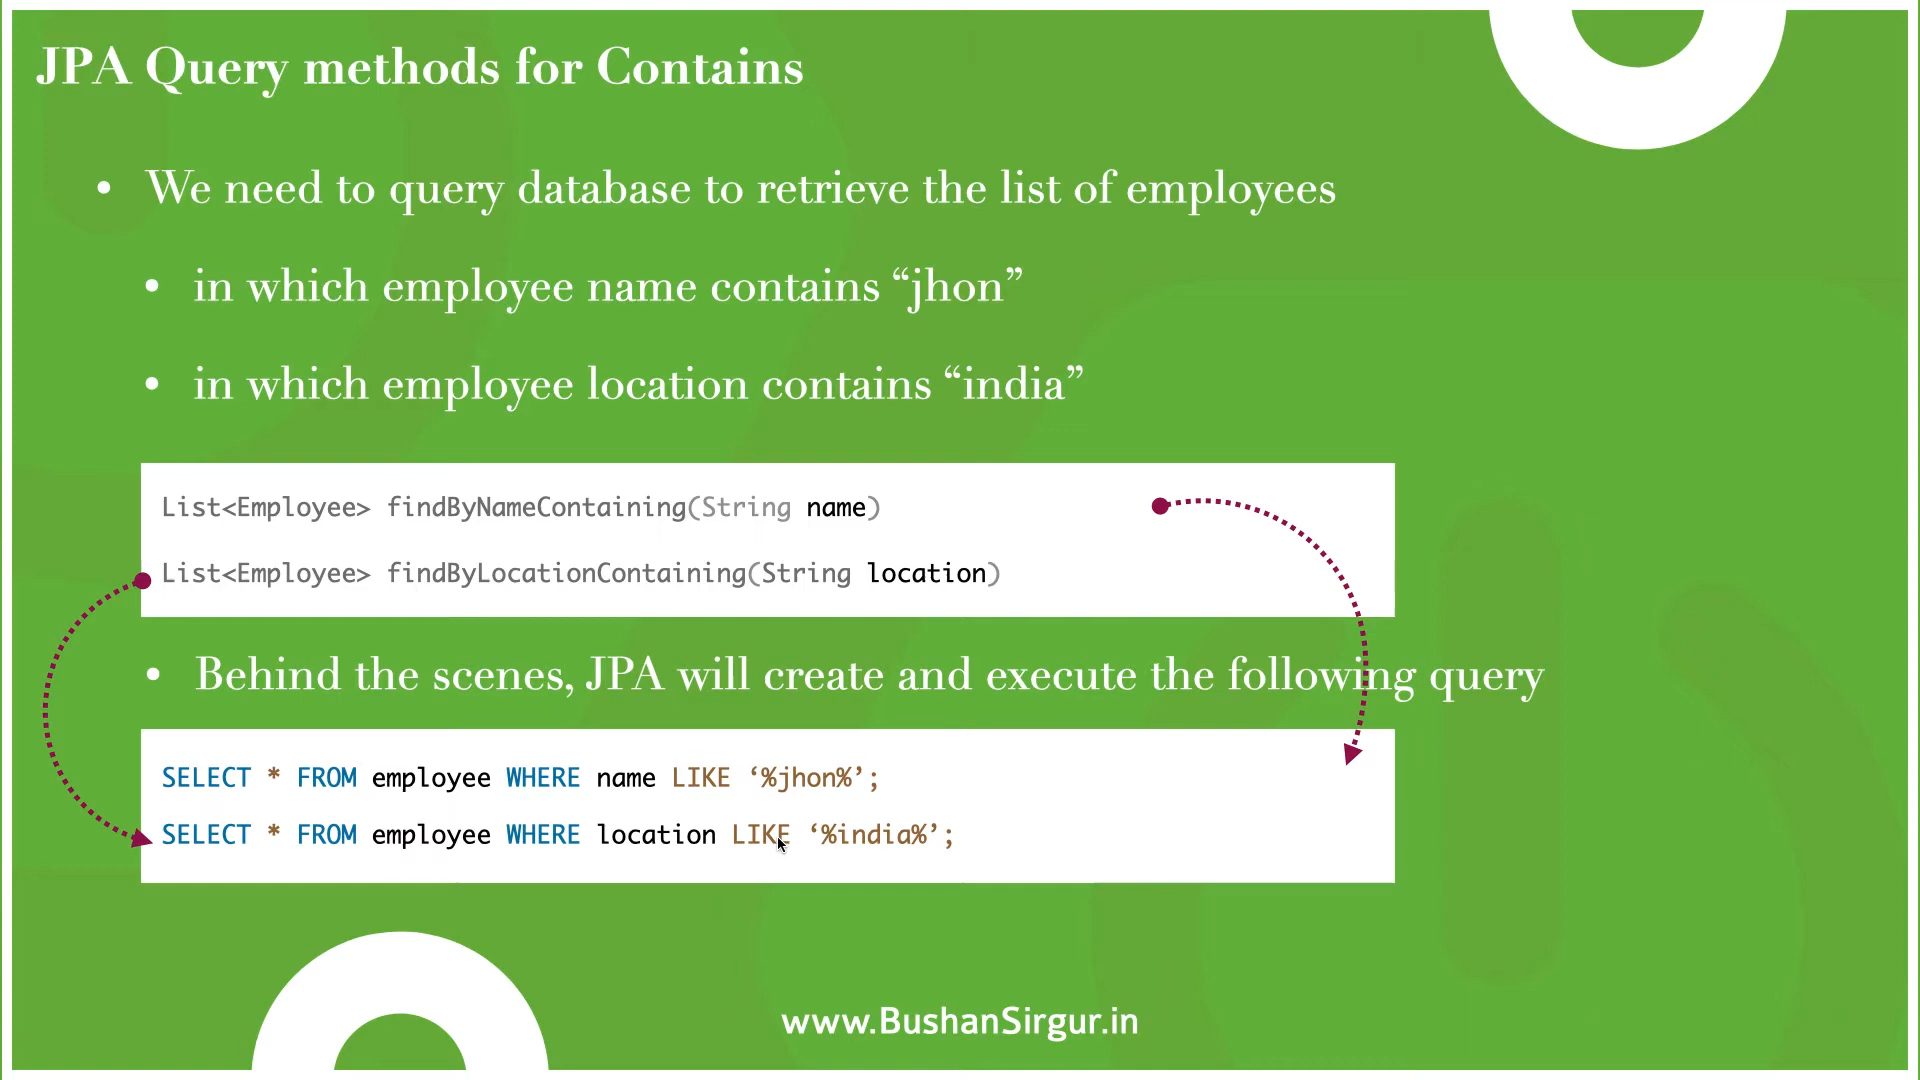 JPA Query methods for Contains
• We need to query database to retrieve the list of employees
• in which employee name contains “jhon”
• in which employee location contains “india”
List<Employee> findByNameContaining(String name)
List<Employee> findByLocationContaining(String location)
• Behind the scenes, JPA will create and execute the following query
SELECT * FROM employee WHERE name LIKE ‘%jhon%’;
SELECT * FROM employee WHERE location LIKE ‘%india%’;
www.BushanSirgur.in